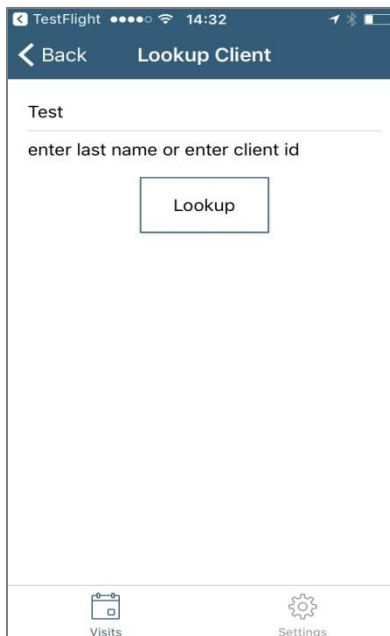 TestFlight 14:32
Back Lookup Client
Test
enter last name or enter client id
Lookup
Visits Settings